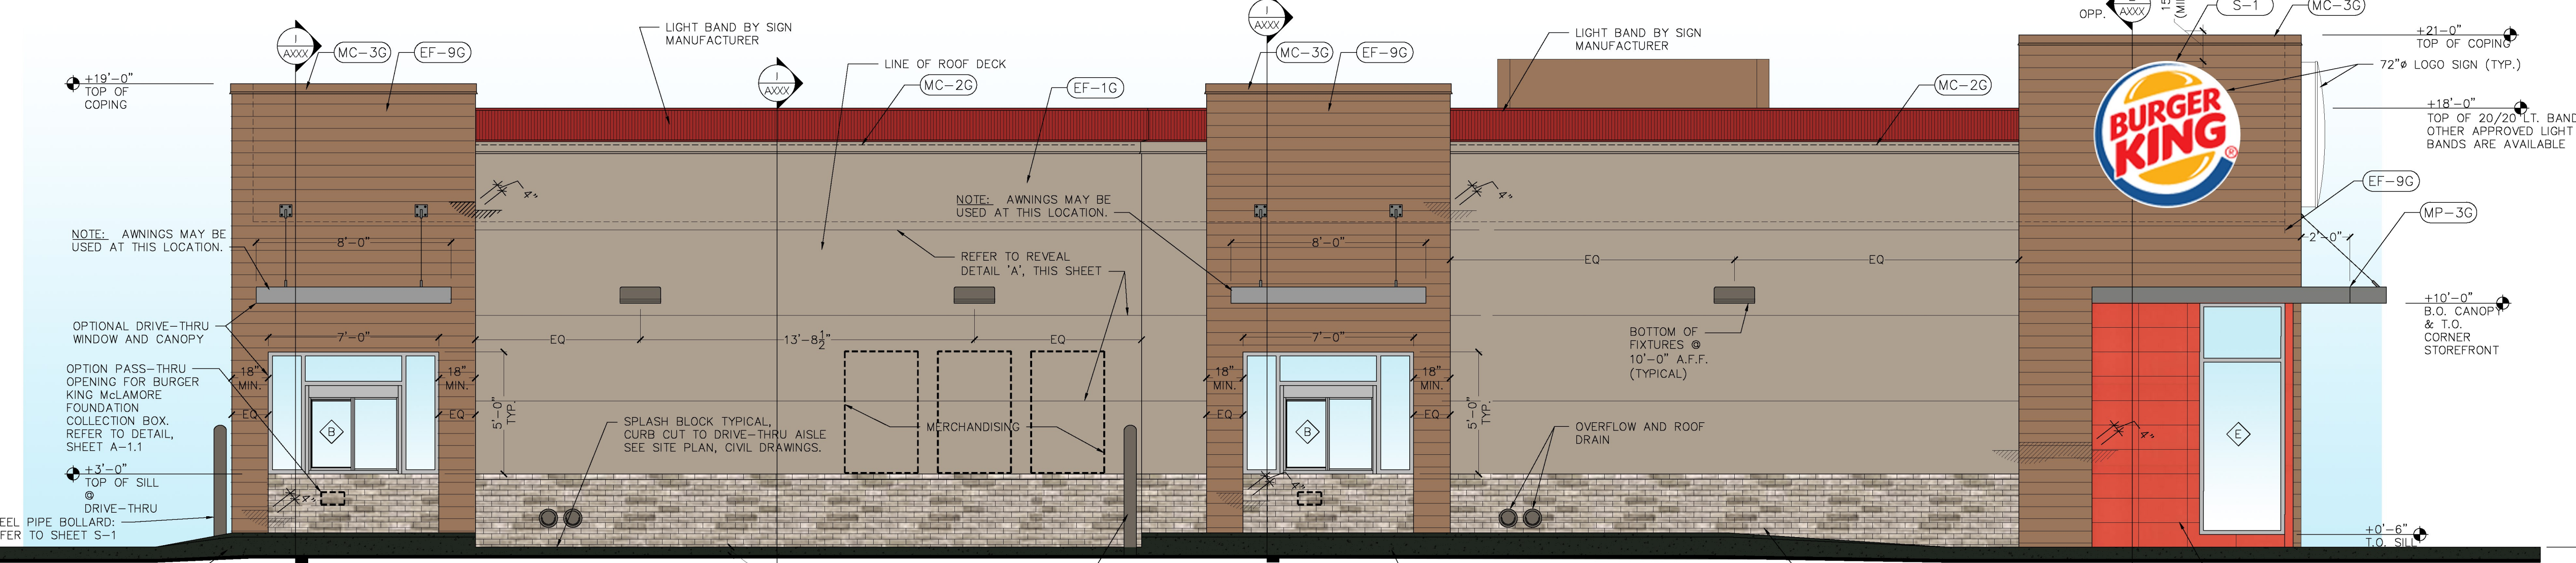 1
AXXX
MC-3G
EF-9G
+19'-0"
TOP OF
COPING
LIGHT BAND BY SIGN
MANUFACTURER
1
AXXX
LINE OF ROOF DECK
MC-2G
EF-1G
4"
NOTE: AWNINGS MAY BE
USED AT THIS LOCATION.
8'-0"
OPTIONAL DRIVE-THRU
WINDOW AND CANOPY
7'-0"
OPTION PASS-THRU
OPENING FOR BURGER
KING McLAMORE
FOUNDATION
COLLECTION BOX.
REFER TO DETAIL,
SHEET A-1.1
18"
MIN.
18"
MIN.
EQ
EQ
B
+3'-0"
TOP OF SILL
@
DRIVE-THRU
4"
EEL PIPE BOLLARD:
FER TO SHEET S-1
5'-0"
TYP.
EQ
13'-8 1/2"
EQ
REFER TO REVEAL
DETAIL 'A', THIS SHEET
SPLASH BLOCK TYPICAL,
CURB CUT TO DRIVE-THRU AISLE
SEE SITE PLAN, CIVIL DRAWINGS.
MERCHANDISING
NOTE: AWNINGS MAY BE
USED AT THIS LOCATION.
1
AXXX
MC-3G
EF-9G
8'-0"
7'-0"
18"
MIN.
18"
MIN.
EQ
EQ
B
4"
5'-0"
TYP.
LIGHT BAND BY SIGN
MANUFACTURER
MC-2G
4"
EQ
EQ
BOTTOM OF
FIXTURES @
10'-0" A.F.F.
(TYPICAL)
OVERFLOW AND ROOF
DRAIN
OPP.
AXXX
S-1
MC-3G
BURGER
KING
®
+21-0"
TOP OF COPING
72"ø LOGO SIGN (TYP.)
+18'-0"
TOP OF 20/20 LT. BAND
OTHER APPROVED LIGHT
BANDS ARE AVAILABLE
EF-9G
MP-3G
2'-0"
+10'-0"
B.O. CANOPY
& T.O.
CORNER
STOREFRONT
4"
E
+0'-6"
T.O. SILL